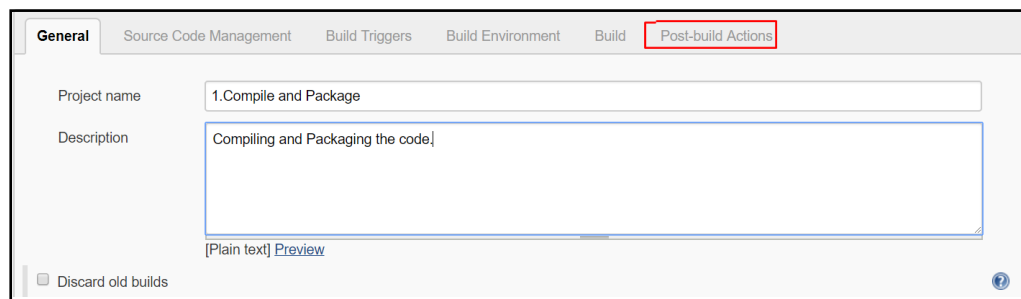 General Source Code Management Build Triggers Build Environment Build Post-build Actions
Project name 1.Compile and Package
Description Compiling and Packaging the code.
[Plain text] Preview
Discard old builds ?